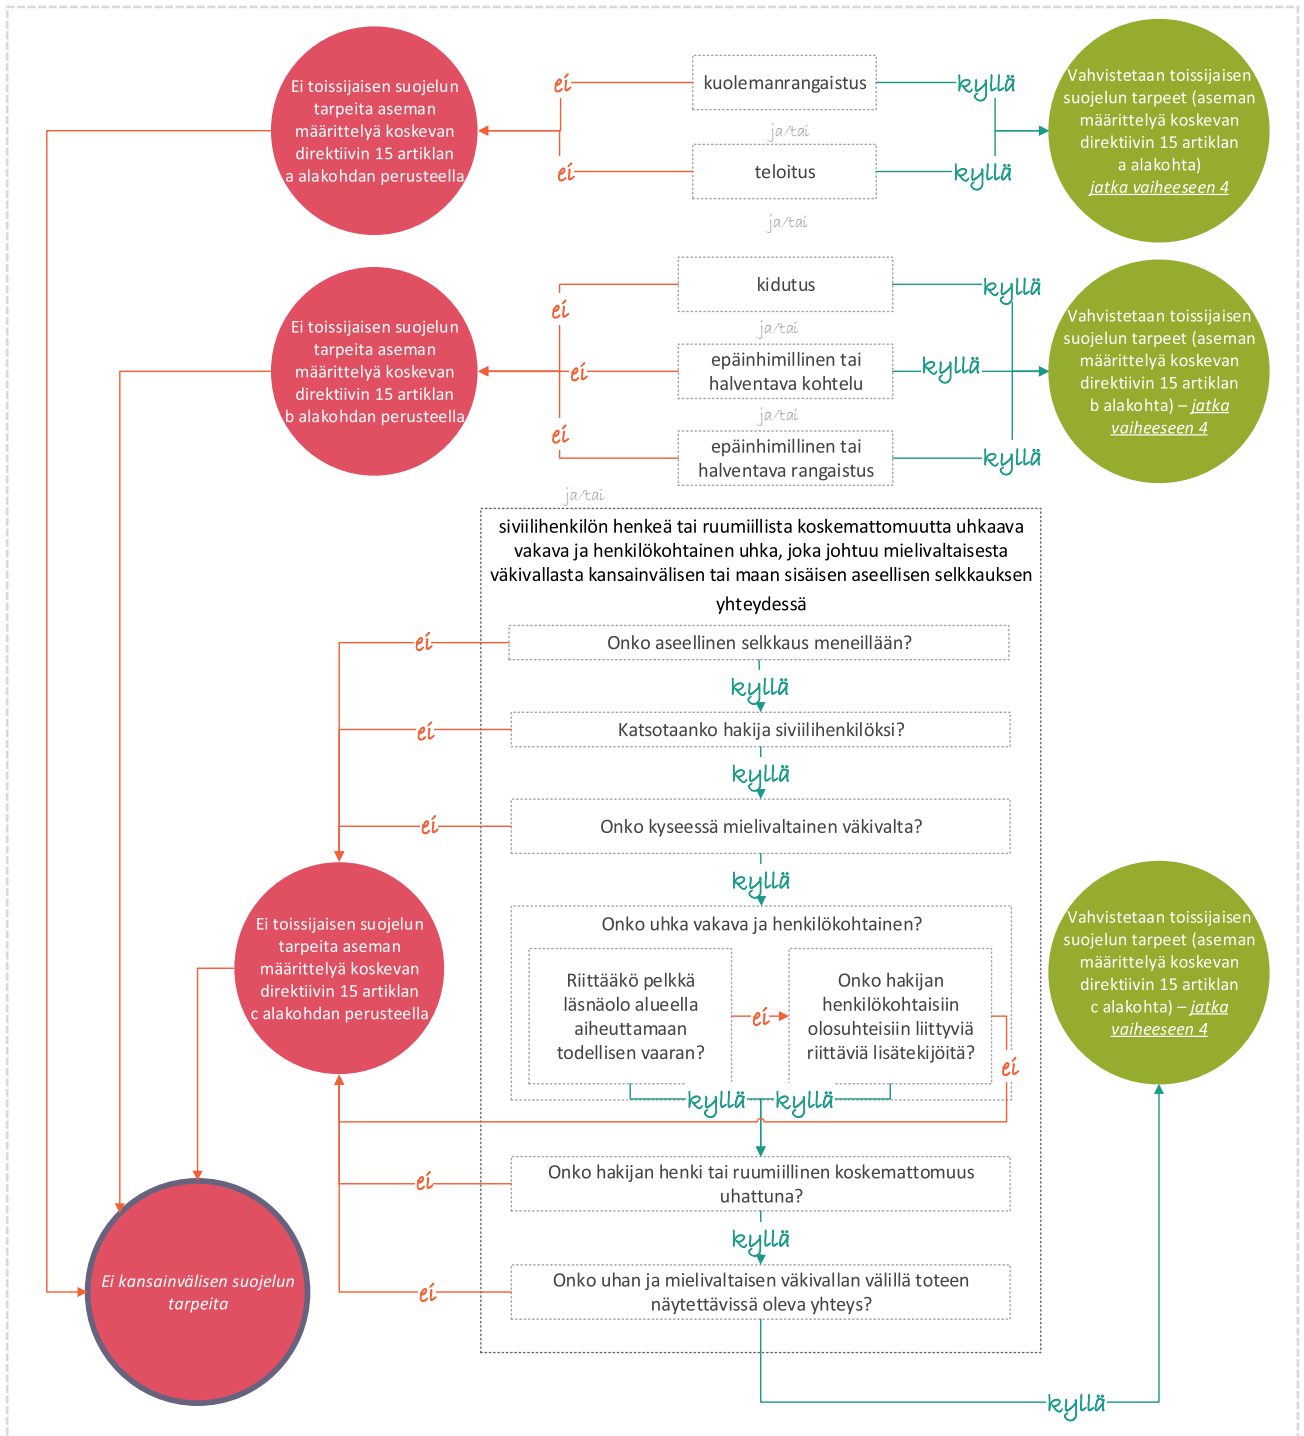 Ei toissijaisen suojelun
tarpeita aseman
määrittelyä koskevan
direktiivin 15 artiklan
a alakohdan perusteella
ei
ei
kuolemanrangaistus
ja/tai
teloitus
kyllä
kyllä
Vahvistetaan toissijaisen
suojelun tarpeet (aseman
määrittelyä koskevan
direktiivin 15 artiklan
a alakohta)
jatka vaiheeseen 4
ja/tai
Ei toissijaisen suojelun
tarpeita aseman
määrittelyä koskevan
direktiivin 15 artiklan
b alakohdan perusteella
ei
ei
ei
kidutus
ja/tai
epäinhimillinen tai
halventava kohtelu
ja/tai
epäinhimillinen tai
halventava rangaistus
kyllä
kyllä
kyllä
Vahvistetaan toissijaisen
suojelun tarpeet (aseman
määrittelyä koskevan
direktiivin 15 artiklan
b alakohta) – jatka
vaiheeseen 4
ja/tai
siviilihenkilön henkeä tai ruumiillista koskemattomuutta uhkaava
vakava ja henkilökohtainen uhka, joka johtuu mielivaltaisesta
väkivallasta kansainvälisen tai maan sisäisen aseellisen selkkauksen
yhteydessä
ei
Onko aseellinen selkkaus meneillään?
kyllä
ei
Katsotaanko hakija siviilihenkilöksi?
kyllä
ei
Onko kyseessä mielivaltainen väkivalta?
kyllä
Ei toissijaisen suojelun
tarpeita aseman
määrittelyä koskevan
direktiivin 15 artiklan
c alakohdan perusteella
Onko uhka vakava ja henkilökohtainen?
Riittääkö pelkkä
läsnäolo alueella
aiheuttamaan
todellisen vaaran?
ei
Onko hakijan
henkilökohtaisiin
olosuhteisiin liittyviä
riittäviä lisätekijöitä?
ei
kyllä
kyllä
Vahvistetaan toissijaisen
suojelun tarpeet (aseman
määrittelyä koskevan
direktiivin 15 artiklan
c alakohta) – jatka
vaiheeseen 4
ei
Onko hakijan henki tai ruumiillinen koskemattomuus
uhattuna?
kyllä
ei
Onko uhan ja mielivaltaisen väkivallan välillä toteen
näytettävissä oleva yhteys?
kyllä
Ei kansainvälisen suojelun
tarpeita